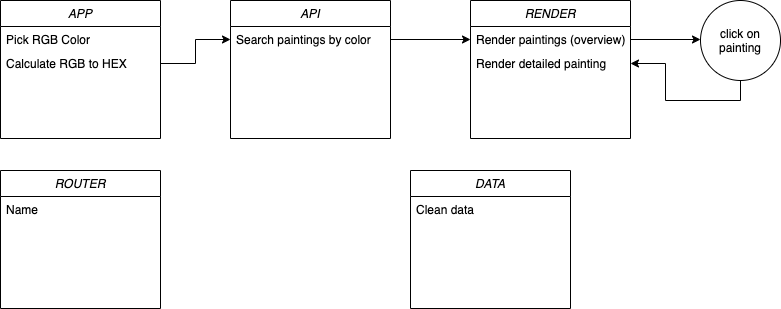 APP
Pick RGB Color
Calculate RGB to HEX
API
Search paintings by color
RENDER
Render paintings (overview)
Render detailed painting
click on
painting
ROUTER
Name
DATA
Clean data